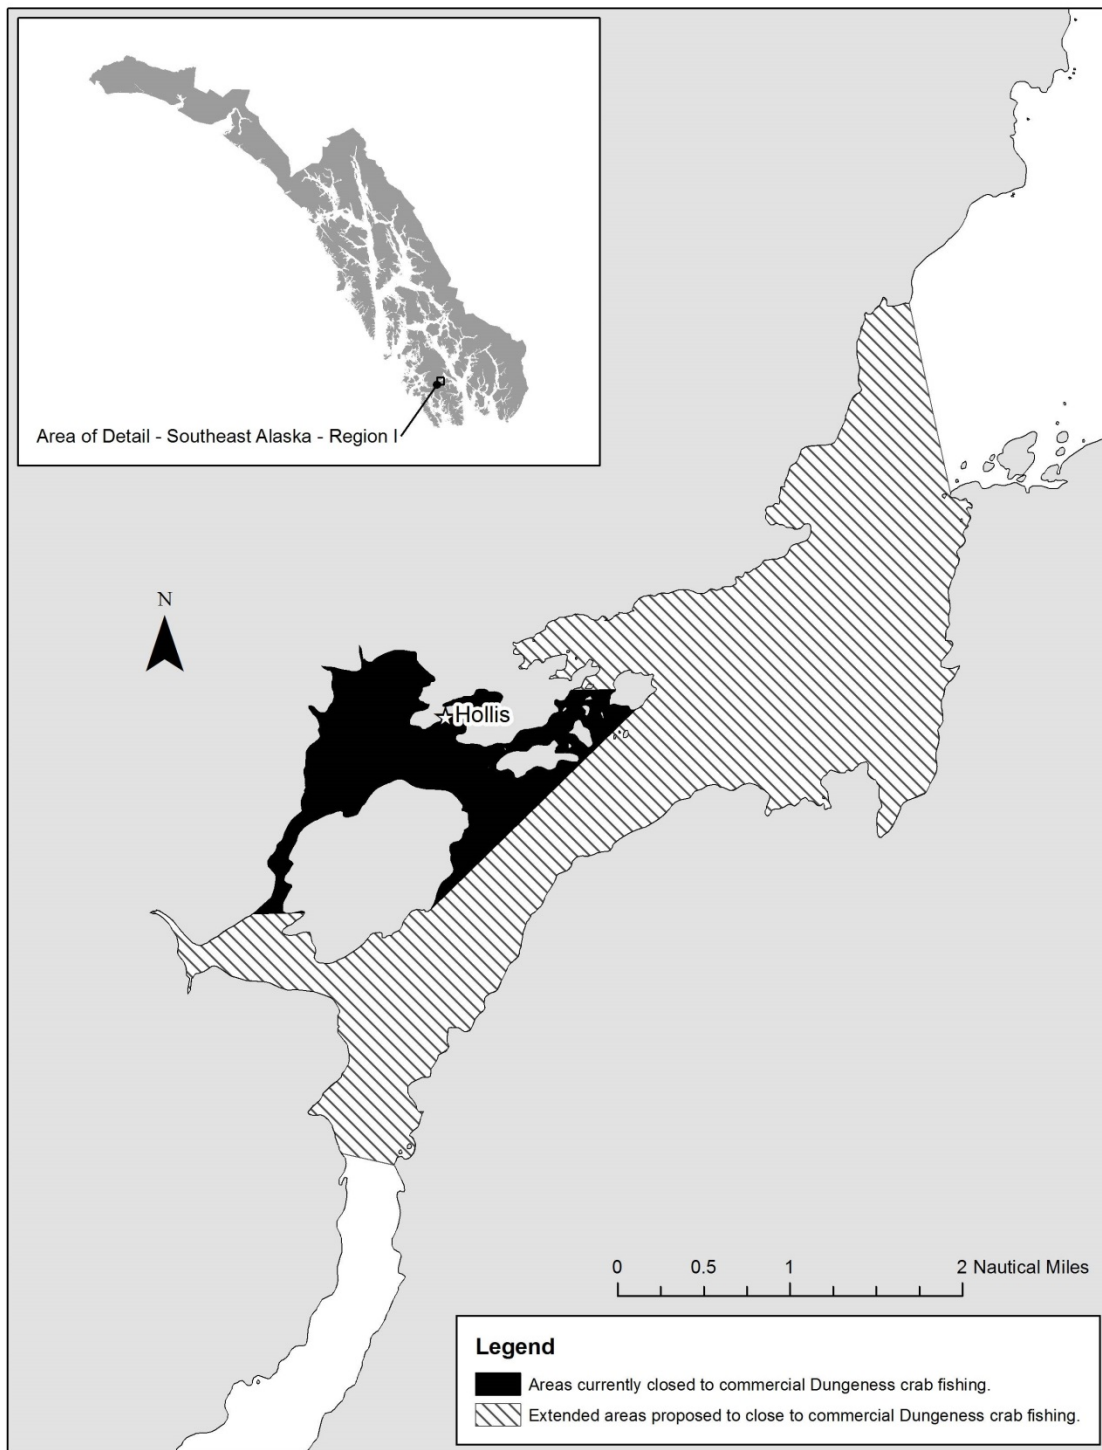 Area of Detail - Southeast Alaska - Region I
N
Hollis
0 0.5 1 2 Nautical Miles
Legend
Areas currently closed to commercial Dungeness crab fishing.
Extended areas proposed to close to commercial Dungeness crab fishing.